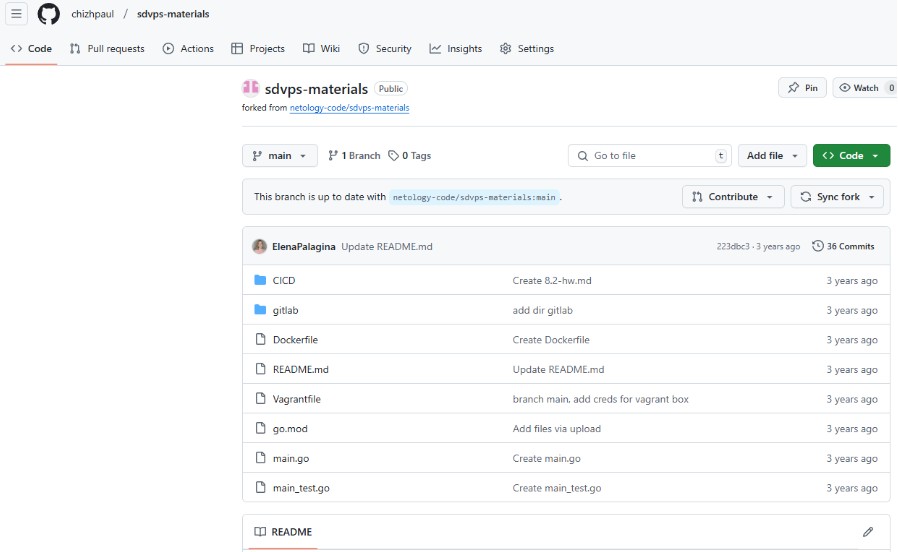 chizhpaul / sdvps-materials
Code Pull requests Actions Projects Wiki Security Insights Settings
sdvps-materials Public Pin Watch 0
forked from netology-code/sdvps-materials
main 1 Branch 0 Tags Go to file t Add file Code
This branch is up to date with netology-code/sdvps-materials:main . Contribute Sync fork
ElenaPalagina Update README.md 223dbc3 · 3 years ago 36 Commits
CICD Create 8.2-hw.md 3 years ago
gitlab add dir gitlab 3 years ago
Dockerfile Create Dockerfile 3 years ago
README.md Update README.md 3 years ago
Vagrantfile branch main, add creds for vagrant box 3 years ago
go.mod Add files via upload 3 years ago
main.go Create main.go 3 years ago
main_test.go Create main_test.go 3 years ago
README